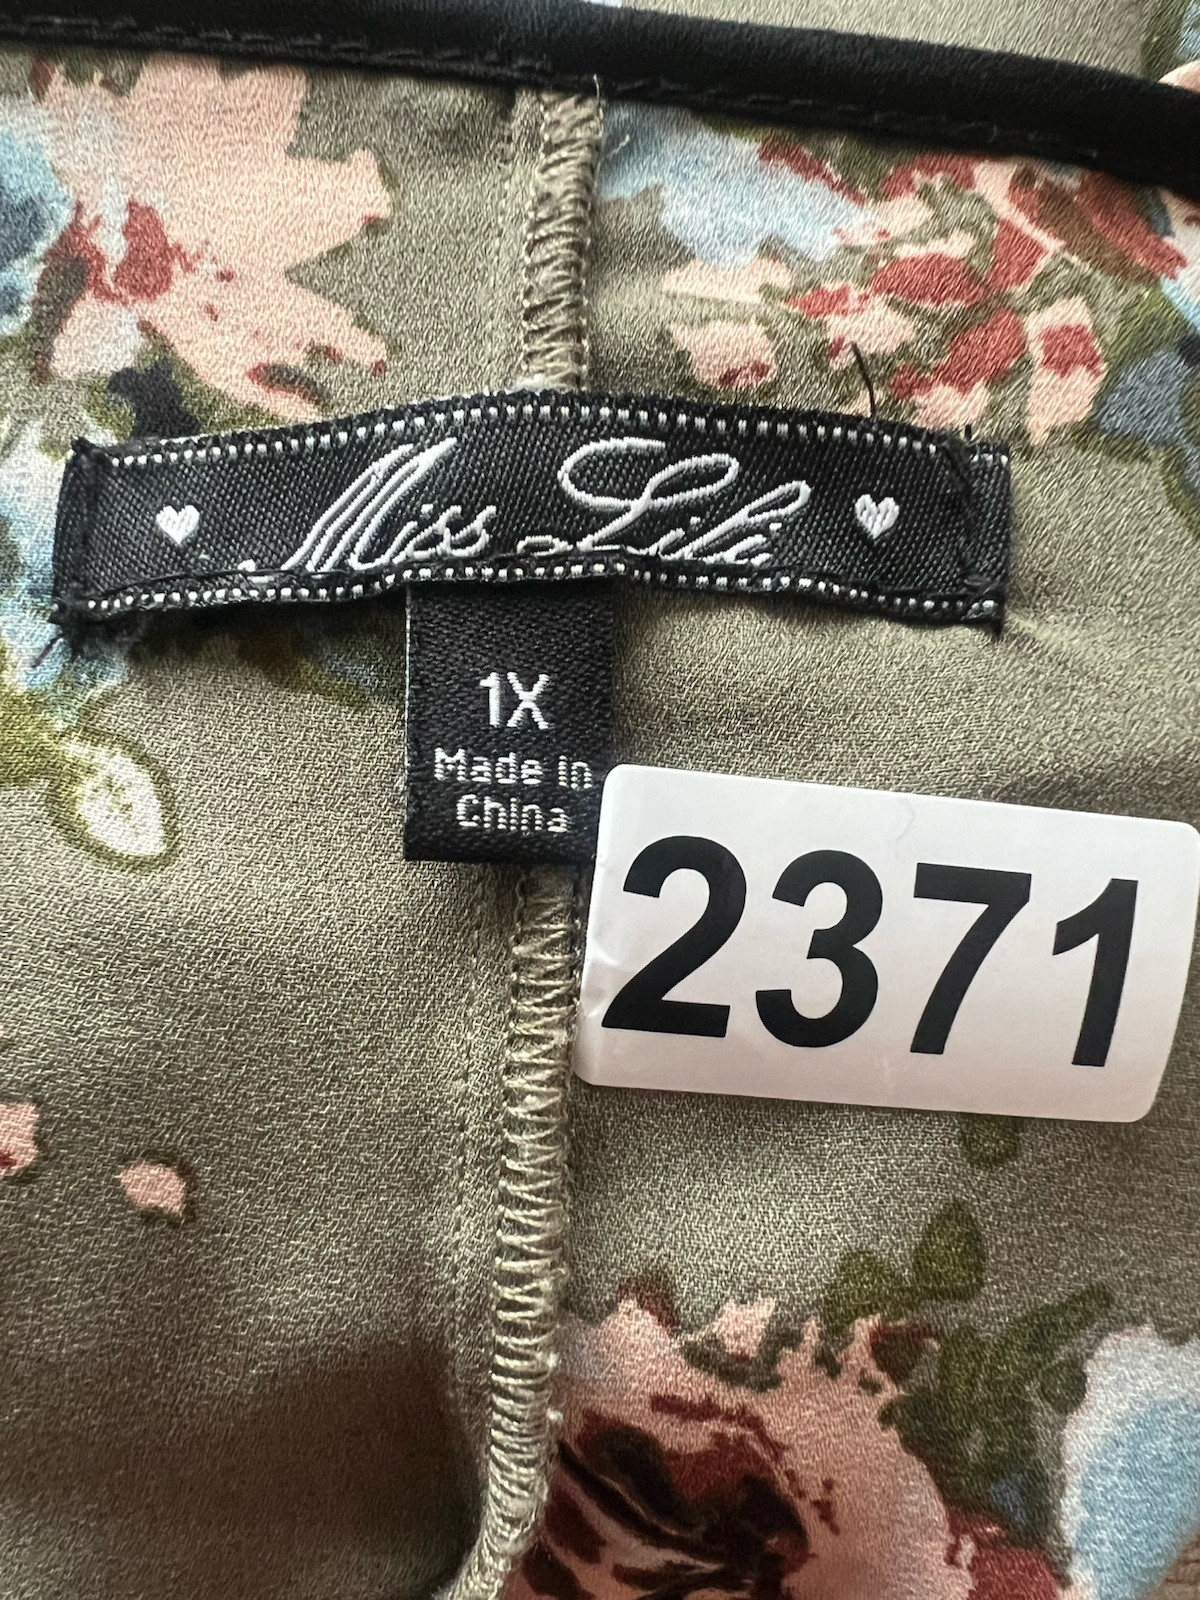 Miss Lili
1X
Made In
China
2371